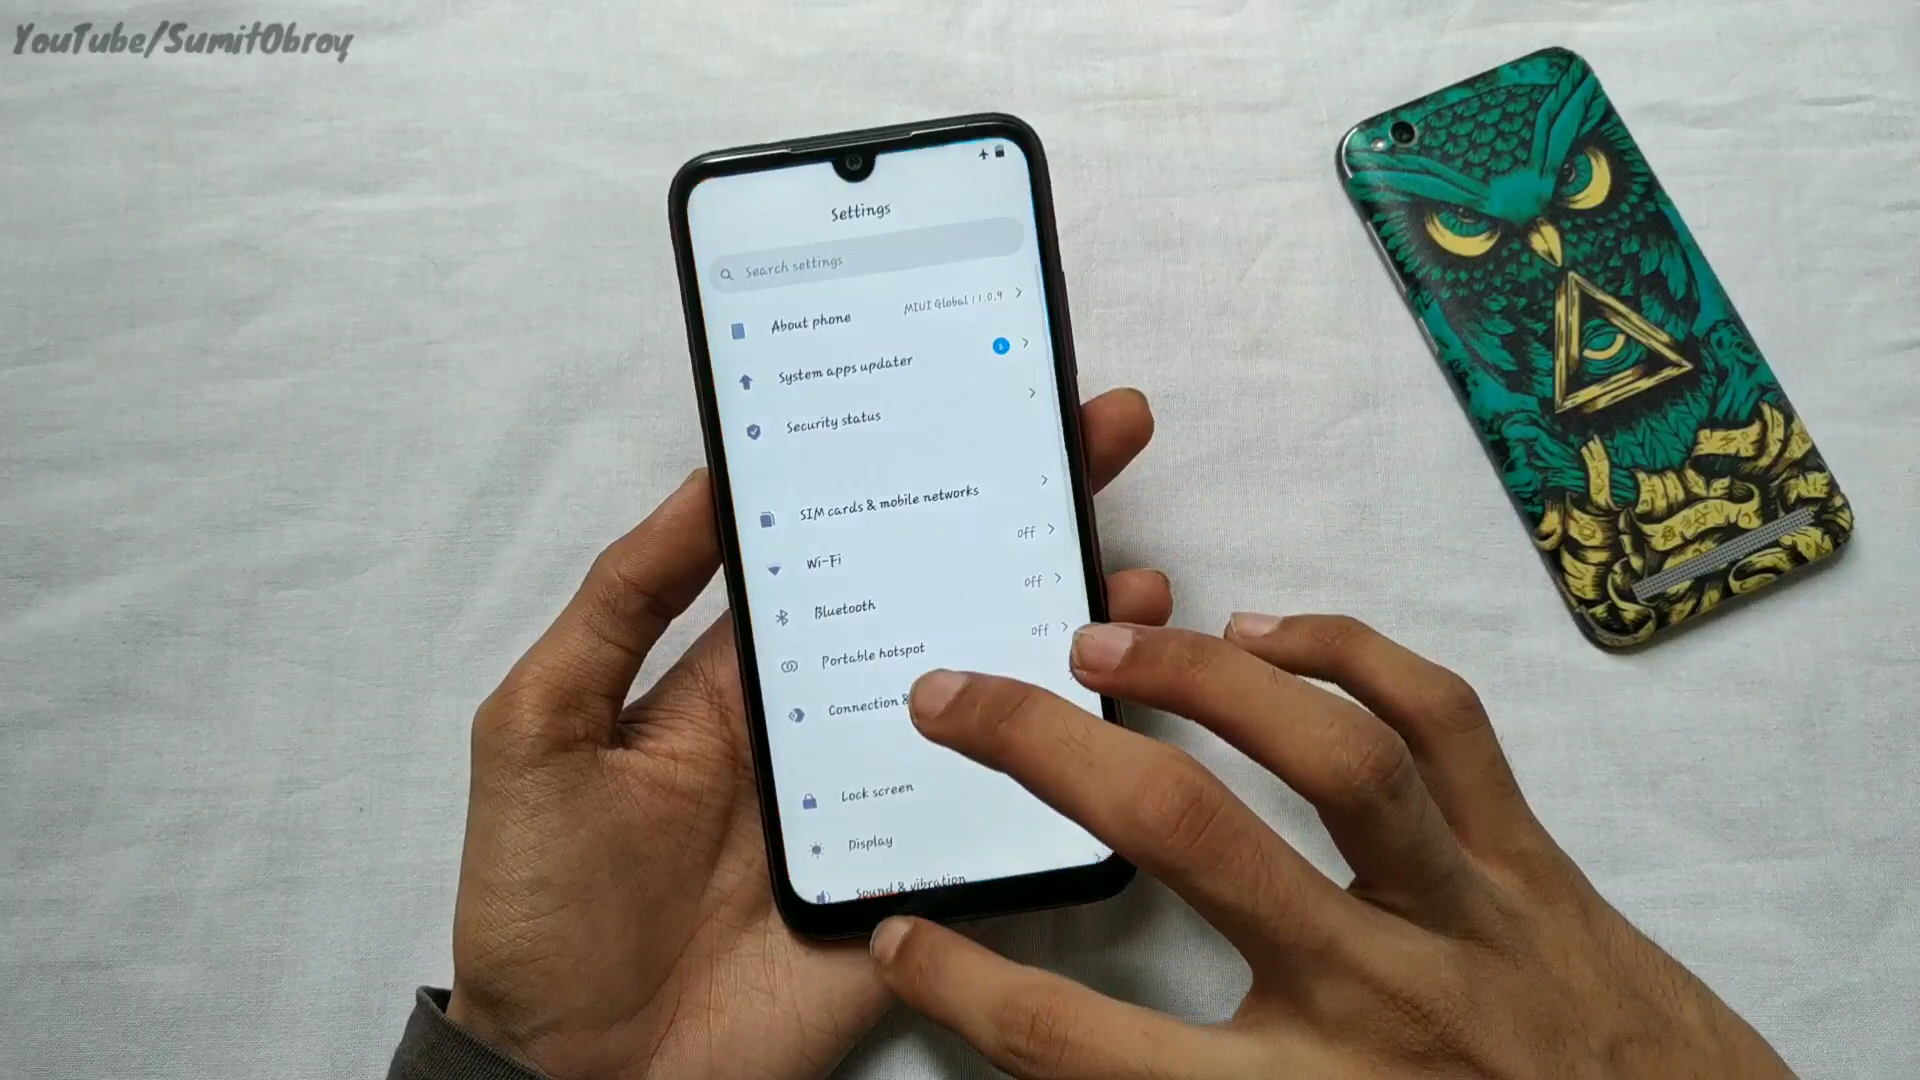 YouTube/SumitObroy
Settings
Search settings
About phone MIUI Global 11.0.9
System apps updater
Security status
SIM cards & mobile networks
Wi-Fi Off
Bluetooth Off
Portable hotspot Off
Connection &
Lock screen
Display
Sound & vibration